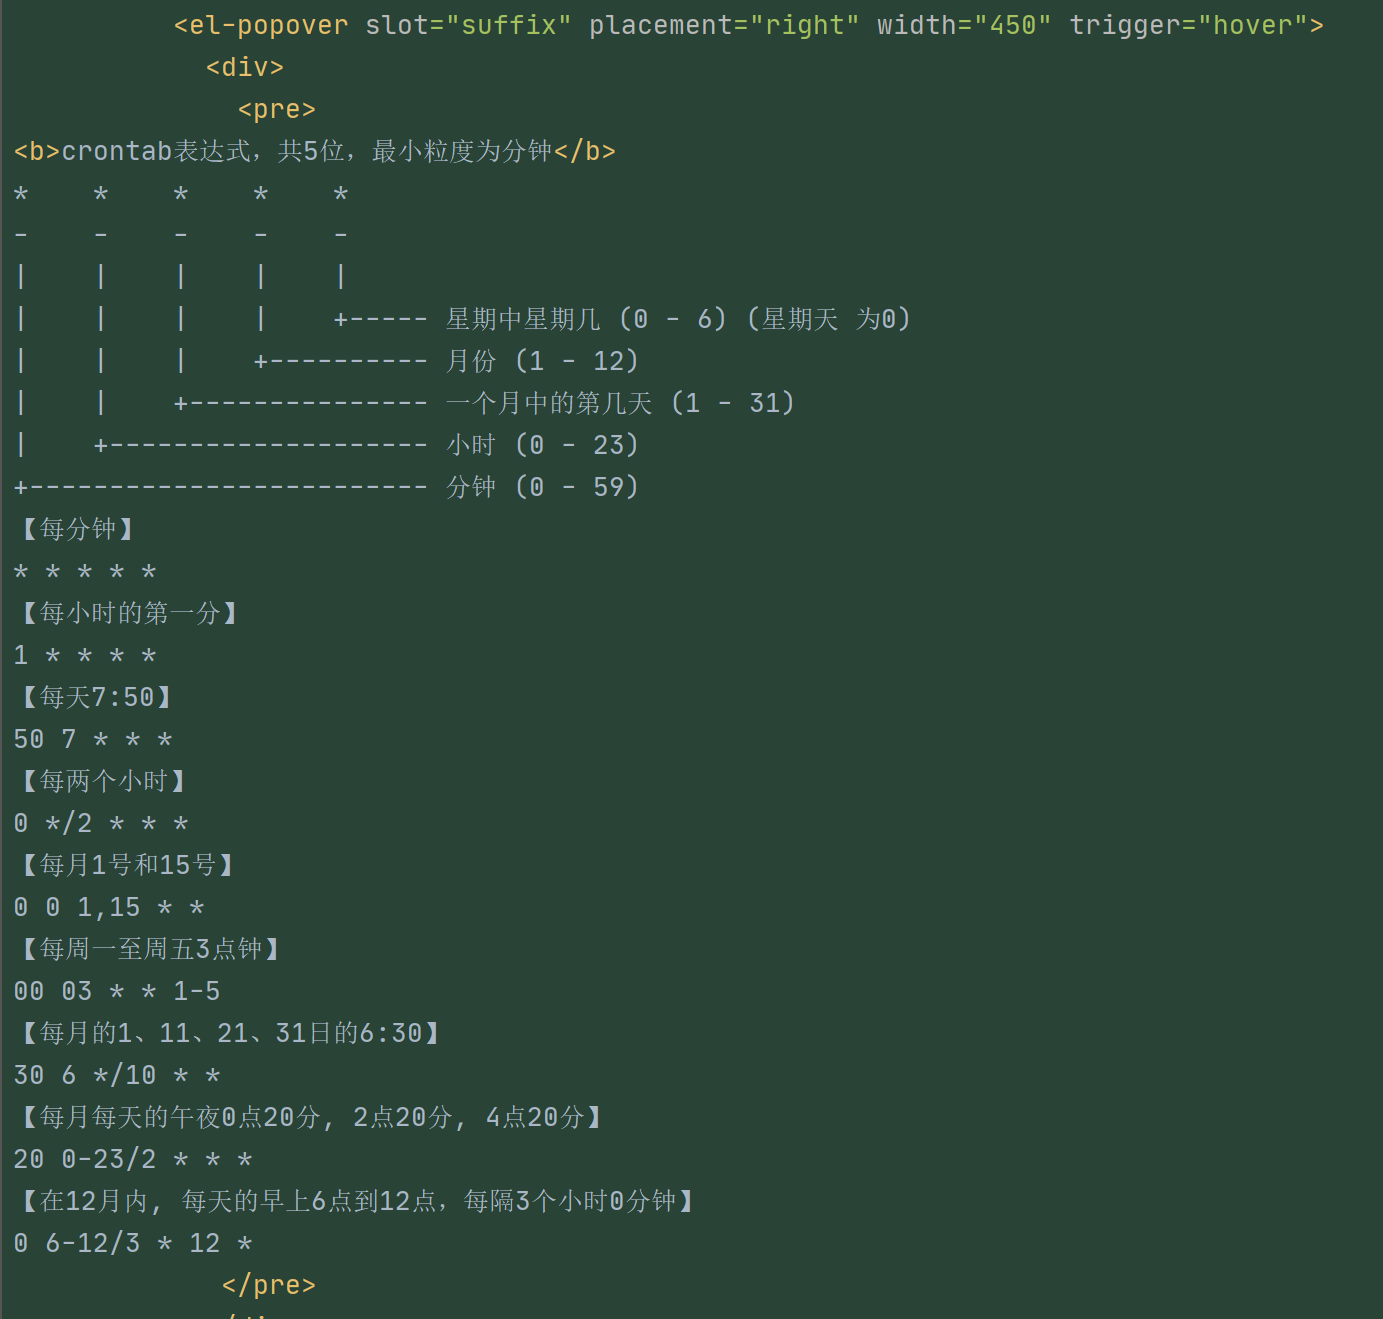 <el-popover slot="suffix" placement="right" width="450" trigger="hover">
<div>
<pre>
<b>crontab表达式，共5位，最小粒度为分钟</b>
*    *    *    *    *
-    -    -    -    -
|    |    |    |    |
|    |    |    |    +----- 星期中星期几 (0 - 6) (星期天 为0)
|    |    |    +---------- 月份 (1 - 12)
|    |    +--------------- 一个月中的第几天 (1 - 31)
|    +-------------------- 小时 (0 - 23)
+------------------------- 分钟 (0 - 59)
【每分钟】
* * * * *
【每小时的第一分】
1 * * * *
【每天7:50】
50 7 * * *
【每两个小时】
0 */2 * * *
【每月1号和15号】
0 0 1,15 * *
【每周一至周五3点钟】
00 03 * * 1-5
【每月的1、11、21、31日的6:30】
30 6 */10 * *
【每月每天的午夜0点20分, 2点20分, 4点20分】
20 0-23/2 * * *
【在12月内, 每天的早上6点到12点，每隔3个小时0分钟】
0 6-12/3 * 12 *
</pre>